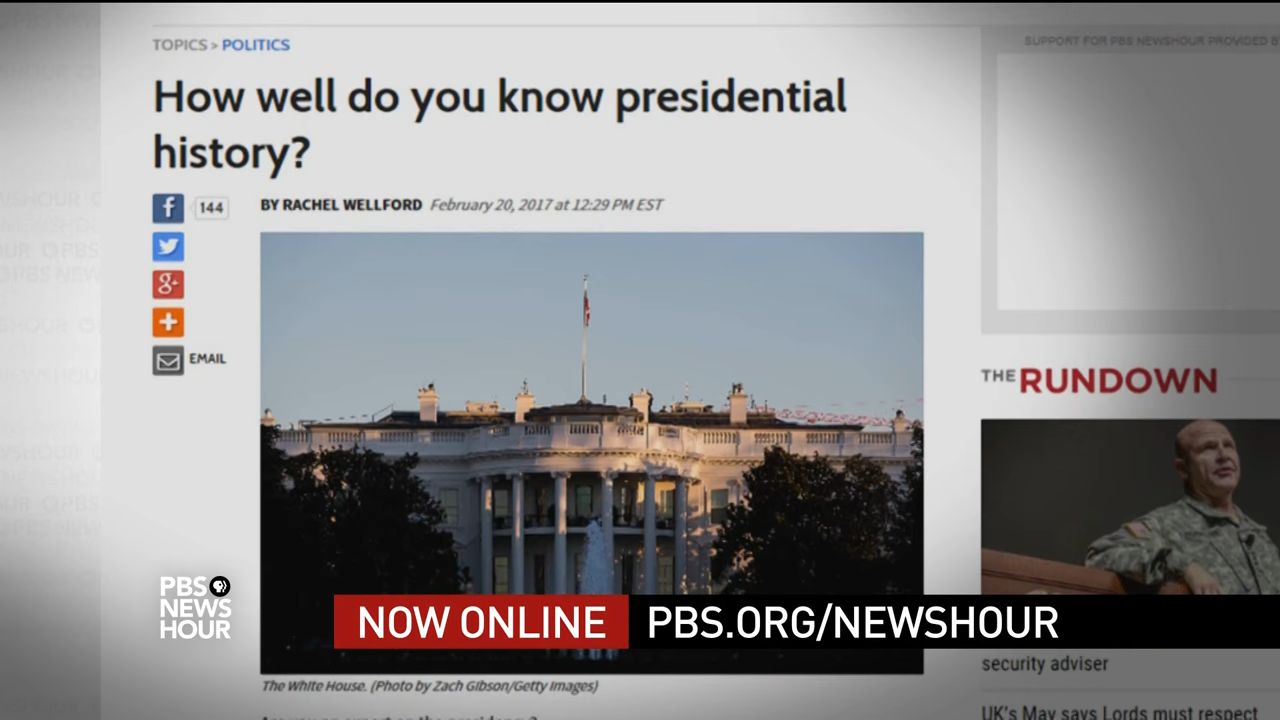 TOPICS > POLITICS
SUPPORT FOR PBS NEWSHOUR PROVIDED
How well do you know presidential
history?
f 144
BY RACHEL WELLFORD February 20, 2017 at 12:29 PM EST
g+
EMAIL
THE RUNDOWN
PBS
NEWS
HOUR
NOW ONLINE PBS.ORG/NEWSHOUR
security adviser
The White House. (Photo by Zach Gibson/Getty Images)
UK's May says Lords must respect